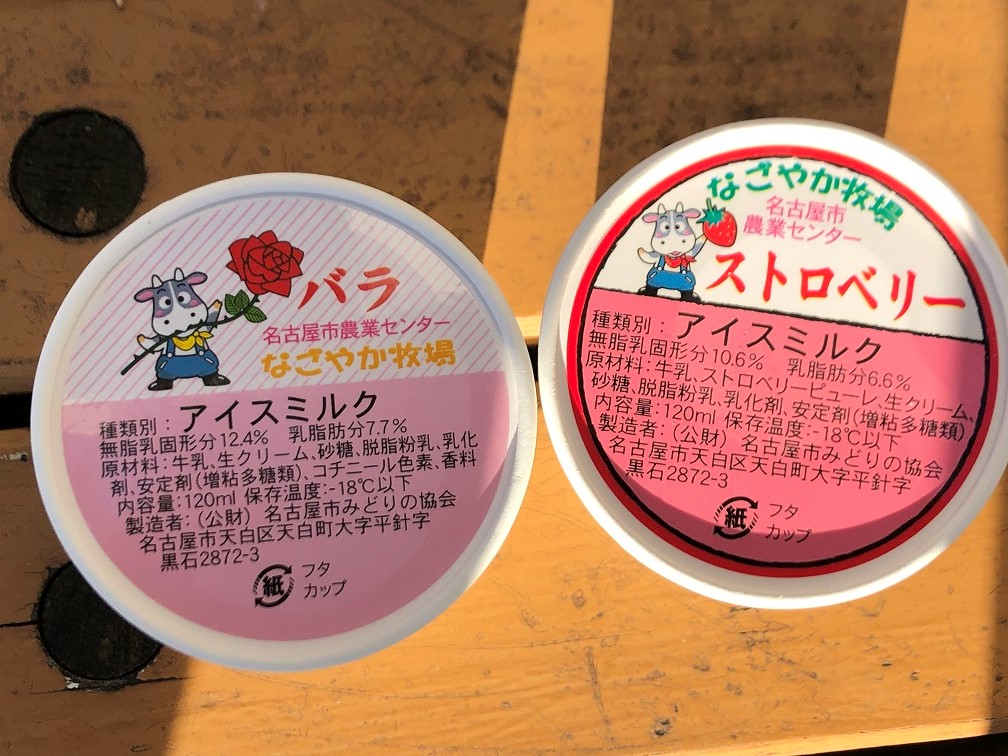 バラ
名古屋市農業センター
なごやか牧場
種類別：アイスミルク
無脂乳固形分12.4% 乳脂肪分7.7%
原材料：牛乳、生クリーム、砂糖、脱脂粉乳、乳化
剤、安定剤(増粘多糖類)、コチニール色素、香料
内容量：120ml 保存温度：-18℃以下
製造者：（公財）名古屋市みどりの協会
名古屋市天白区天白町大字平針字
黒石2872-3
紙
フタ
カップ
なごやか牧場
名古屋市
農業センター
ストロベリー
種類別：アイスミルク
無脂乳固形分10.6% 乳脂肪分6.6%
原材料：牛乳、ストロベリーピューレ、生クリーム、
砂糖、脱脂粉乳、乳化剤、安定剤(増粘多糖類)
内容量：120ml 保存温度：-18℃以下
製造者：（公財）名古屋市みどりの協会
名古屋市天白区天白町大字平針字
黒石2872-3
紙
フタ
カップ